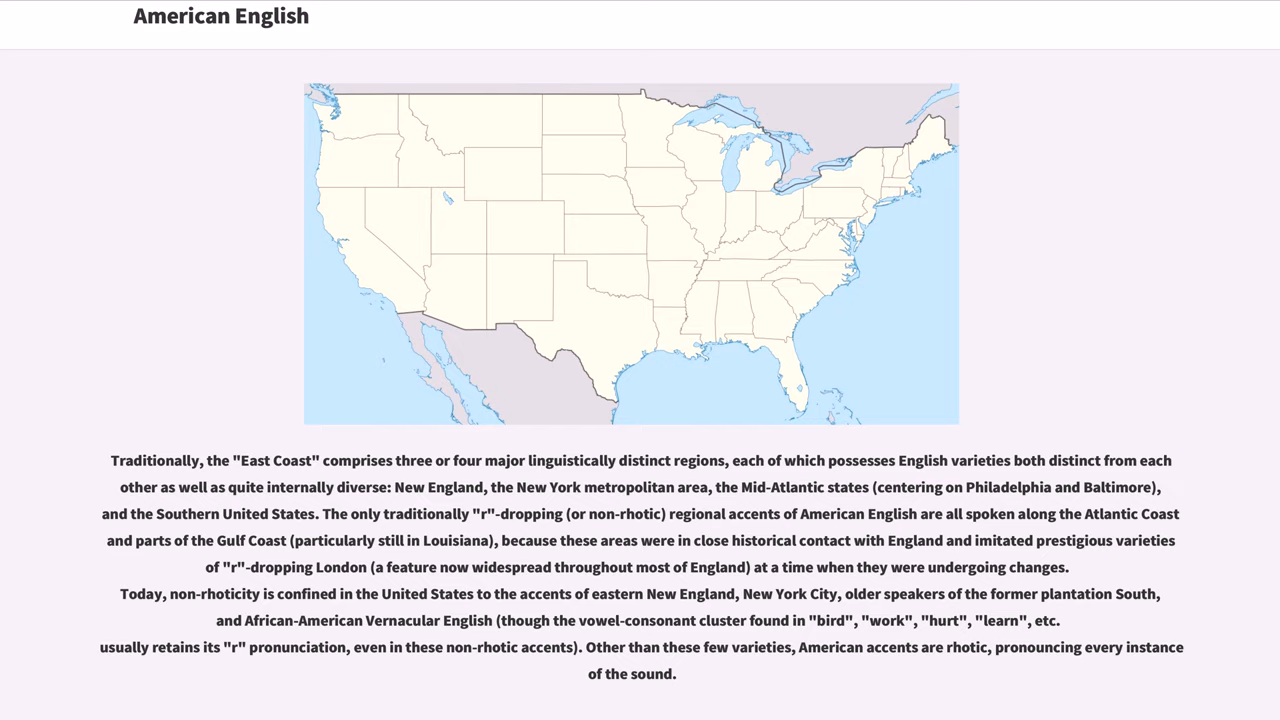 American English
Traditionally, the "East Coast" comprises three or four major linguistically distinct regions, each of which possesses English varieties both distinct from each
other as well as quite internally diverse: New England, the New York metropolitan area, the Mid-Atlantic states (centering on Philadelphia and Baltimore),
and the Southern United States. The only traditionally "r"-dropping (or non-rhotic) regional accents of American English are all spoken along the Atlantic Coast
and parts of the Gulf Coast (particularly still in Louisiana), because these areas were in close historical contact with England and imitated prestigious varieties
of "r"-dropping London (a feature now widespread throughout most of England) at a time when they were undergoing changes.
Today, non-rhoticity is confined in the United States to the accents of eastern New England, New York City, older speakers of the former plantation South,
and African-American Vernacular English (though the vowel-consonant cluster found in "bird", "work", "hurt", "learn", etc.
usually retains its "r" pronunciation, even in these non-rhotic accents). Other than these few varieties, American accents are rhotic, pronouncing every instance
of the sound.